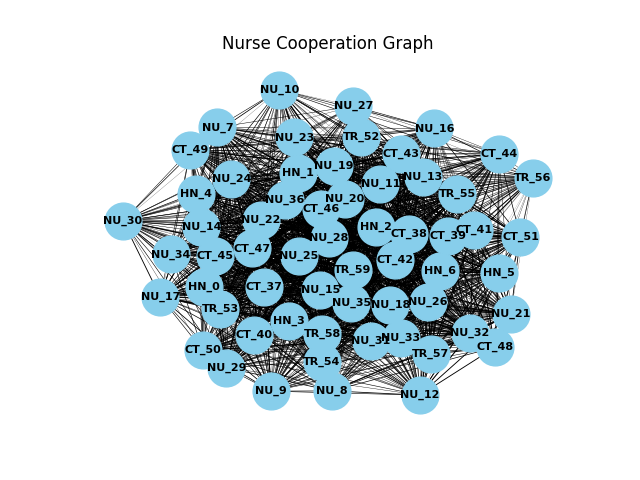 Nurse Cooperation Graph
NU_10
NU_27
NU_7
NU_16
NU_23
TR_52
CT_49
CT_43
CT_44
NU_19
HN_1
NU_24
NU_13
TR_56
NU_11
HN_4
TR_55
NU_36
NU_20
CT_46
NU_30
NU_22
NU_14
HN_2
CT_38
CT_41
CT_39
CT_51
NU_28
CT_47
NU_34
CT_45
NU_25
CT_42
TR_59
HN_6
HN_5
HN_0
CT_37
NU_15
NU_17
NU_35
NU_18
NU_26
TR_53
NU_21
HN_3
CT_40
TR_58
NU_31
NU_33
NU_32
CT_48
CT_50
TR_57
TR_54
NU_29
NU_9
NU_8
NU_12